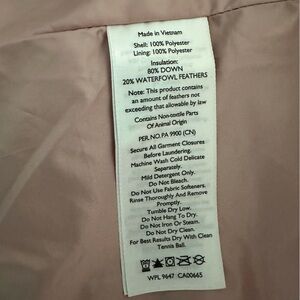 Made in Vietnam
Shell: 100% Polyester
Lining: 100% Polyester
Insulation:
80% DOWN
20% WATERFOWL FEATHERS
Note: This product contains
an amount of feathers not
exceeding that allowable by law
Contains Non-textile Parts
Of Animal Origin
PER.NO.PA 9900 (CN)
Secure All Garment Closures
Before Laundering.
Machine Wash Cold Delicate
Separately.
Mild Detergent Only.
Do Not Bleach.
Do Not Use Fabric Softeners.
Rinse Thoroughly And Remove
Promptly.
Tumble Dry Low.
Do Not Hang To Dry.
Do Not Iron Or Steam.
Do Not Dry Clean.
For Best Results Dry With Clean
Tennis Ball.
WPL 9647 CA00665